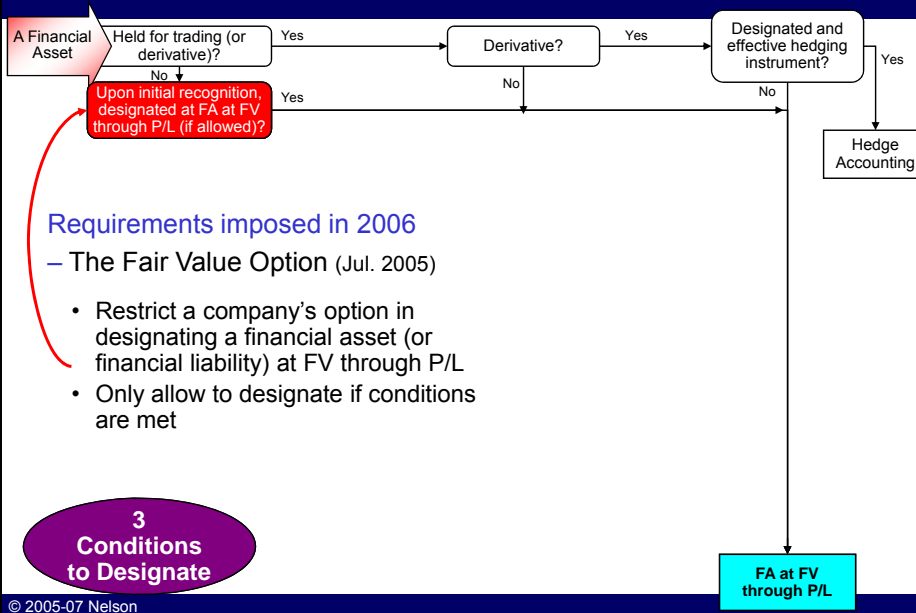 A Financial
Asset
Held for trading (or
derivative)?
Yes
Derivative?
Yes
Designated and
effective hedging
instrument?
Yes
No
No
No
Upon initial recognition,
designated at FA at FV
through P/L (if allowed)?
Yes
Hedge
Accounting
Requirements imposed in 2006
– The Fair Value Option (Jul. 2005)
• Restrict a company's option in
designating a financial asset (or
financial liability) at FV through P/L
• Only allow to designate if conditions
are met
3
Conditions
to Designate
FA at FV
through P/L
© 2005-07 Nelson